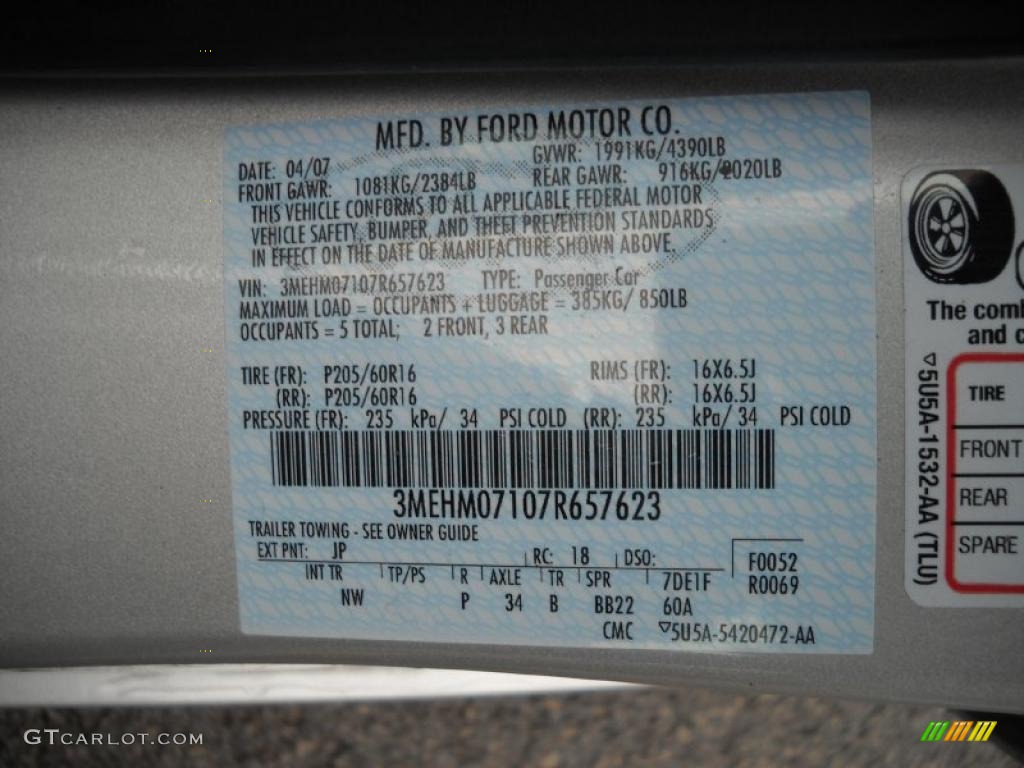 MFD. BY FORD MOTOR CO.
DATE: 04/07
GVWR: 1991KG/4390LB
FRONT GAWR: 1081KG/2384LB
REAR GAWR: 916KG/2020LB
THIS VEHICLE CONFORMS TO ALL APPLICABLE FEDERAL MOTOR
VEHICLE SAFETY, BUMPER, AND THEFT PREVENTION STANDARDS
IN EFFECT ON THE DATE OF MANUFACTURE SHOWN ABOVE.
VIN: 3MEHM07107R657623 TYPE: Passenger Car
MAXIMUM LOAD = OCCUPANTS + LUGGAGE = 385KG/ 850LB
OCCUPANTS = 5 TOTAL; 2 FRONT, 3 REAR
TIRE (FR): P205/60R16 RIMS (FR): 16X6.5J
(RR): P205/60R16 (RR): 16X6.5J
PRESSURE (FR): 235 kPa/ 34 PSI COLD (RR): 235 kPa/ 34 PSI COLD
3MEHM07107R657623
TRAILER TOWING - SEE OWNER GUIDE
EXT PNT: JP RC: 18 DSO: F0052
INT TR TP/PS R AXLE TR SPR 7DE1F R0069
NW P 34 B BB22 60A
CMC ▽5U5A-5420472-AA
The
and
▽5U5A-1532-AA (TLU)
TIRE
FRONT
REAR
SPARE
GTCARLOT.COM